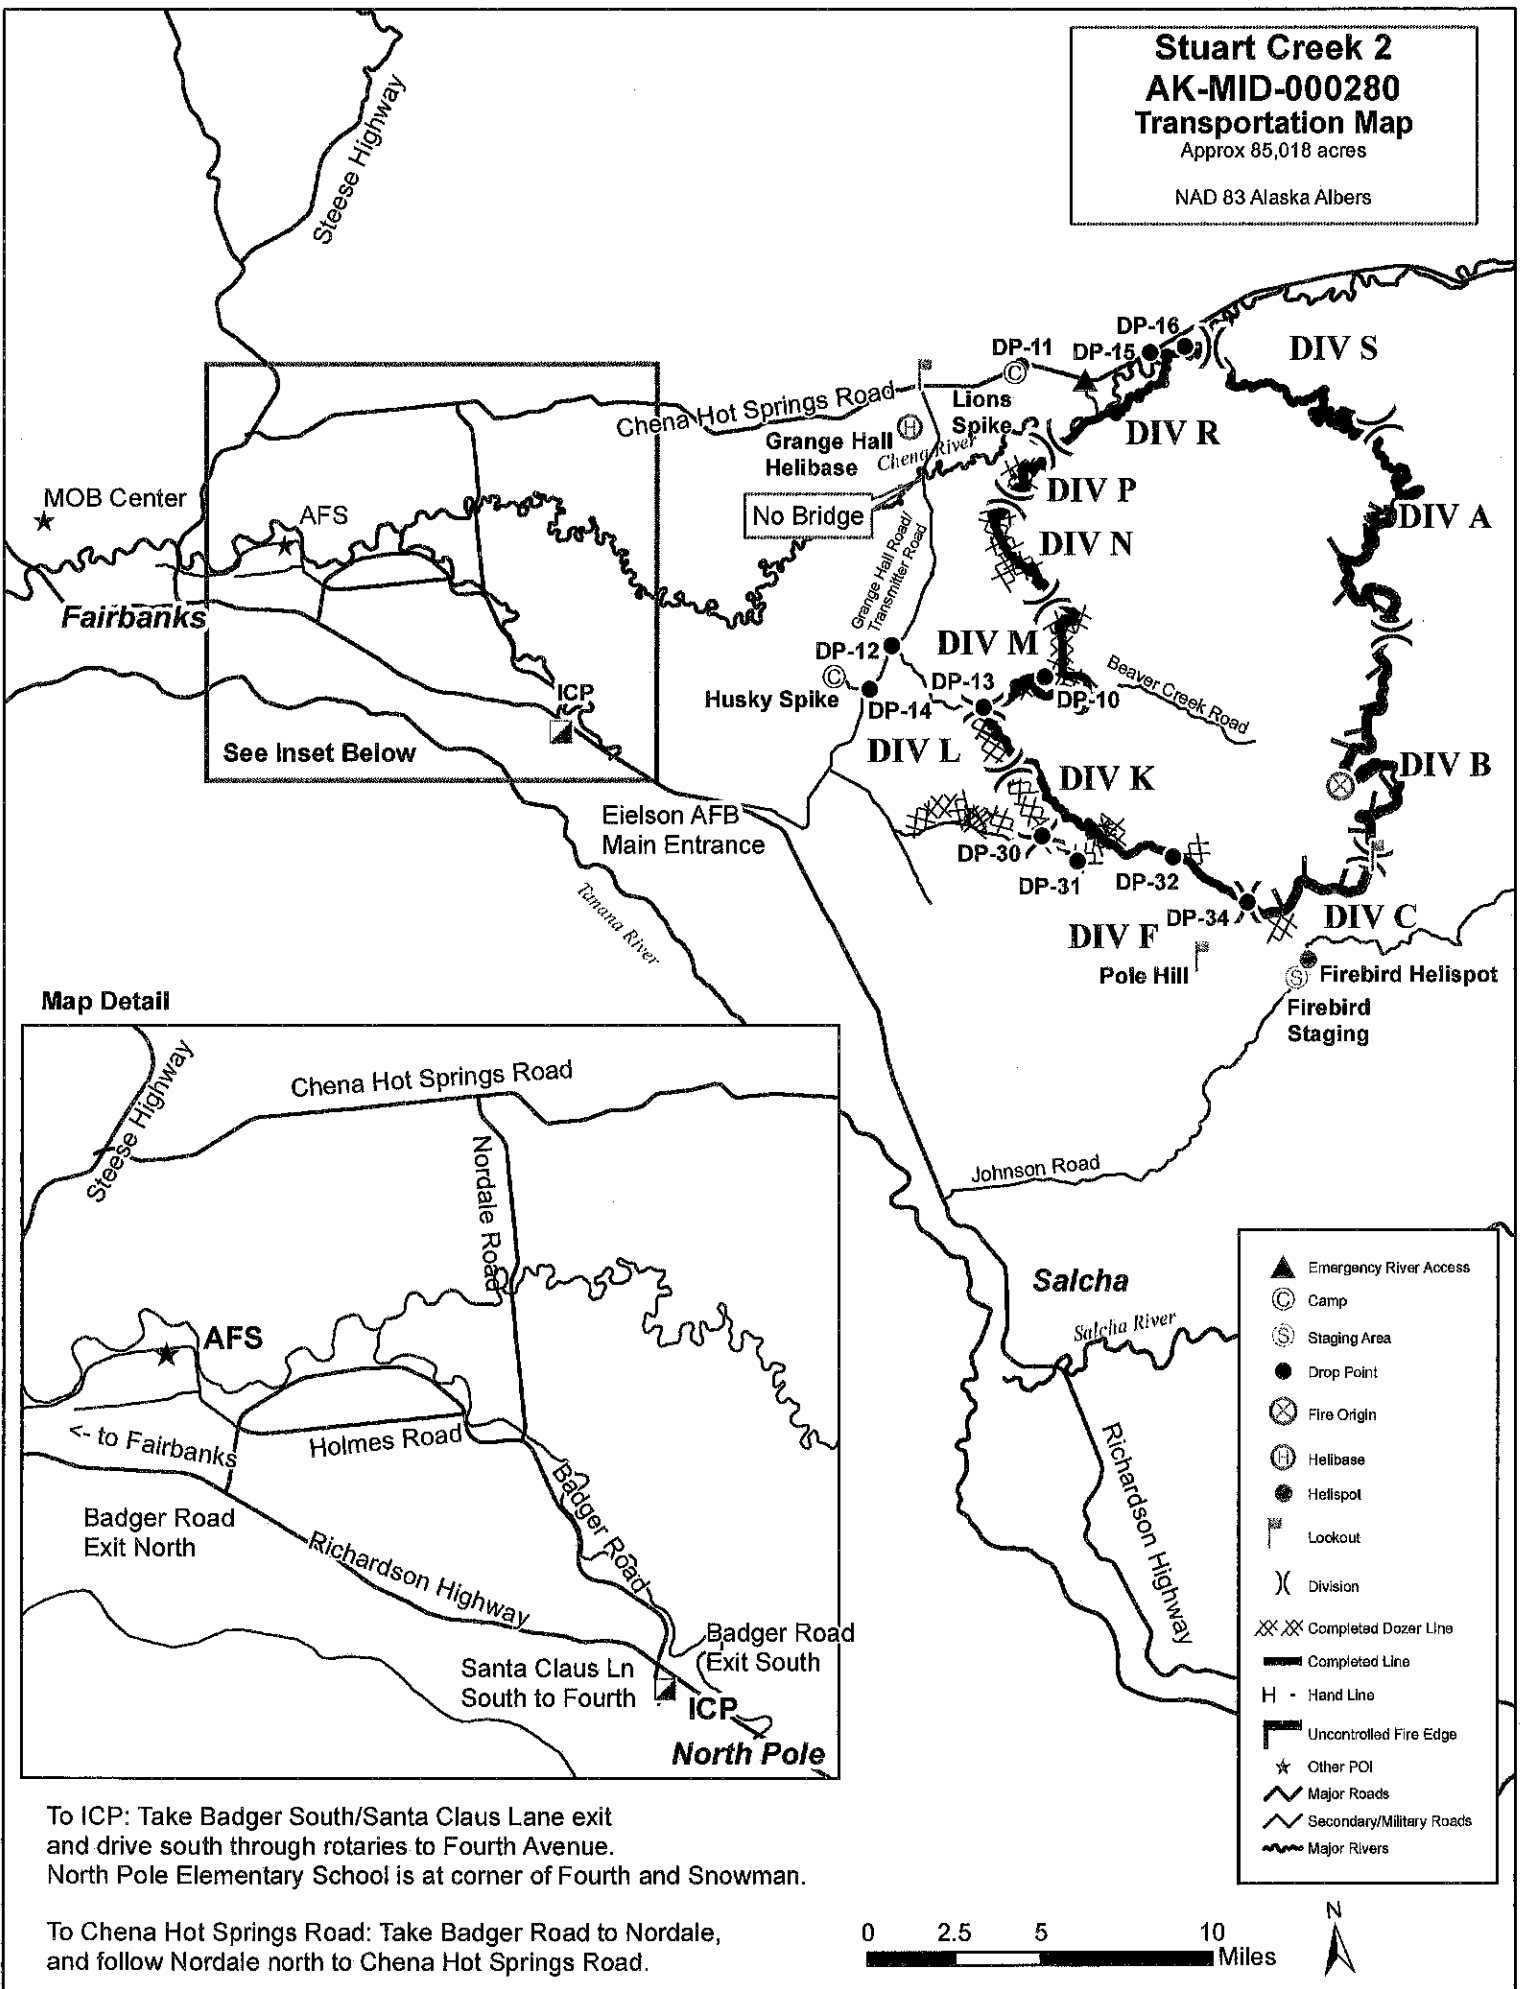 Stuart Creek 2
AK-MID-000280
Transportation Map
Approx 85,018 acres
NAD 83 Alaska Albers
Steese Highway
DP-16
DP-11
DP-15
DIV S
Chena Hot Springs Road
Lions
Spike
DIV R
Grange Hall
Helibase
H
C
Chena River
MOB Center
AFS
DIV P
No Bridge
DIV A
DIV N
Grange Hall Road/
Transmitter Road
Fairbanks
DP-12
DIV M
C
DP-13
Beaver Creek Road
ICP
Husky Spike
DP-14
DP-10
See Inset Below
DIV L
DIV K
DIV B
Eielson AFB
Main Entrance
DP-30
DP-31
DP-32
DP-34
DIV C
Tanana River
DIV F
Pole Hill
Firebird Helispot
S
Firebird
Staging
Map Detail
Steese Highway
Chena Hot Springs Road
Nordale Road
Johnson Road
AFS
Salcha
Salcha River
<- to Fairbanks
Holmes Road
Badger Road
Badger Road
Exit North
Richardson Highway
Richardson Highway
Badger Road
Exit South
Santa Claus Ln
South to Fourth
ICP
North Pole
Emergency River Access
C Camp
S Staging Area
Drop Point
Fire Origin
H Helibase
Helispot
Lookout
)( Division
Completed Dozer Line
Completed Line
H - Hand Line
Uncontrolled Fire Edge
Other POI
Major Roads
Secondary/Military Roads
Major Rivers
To ICP: Take Badger South/Santa Claus Lane exit
and drive south through rotaries to Fourth Avenue.
North Pole Elementary School is at corner of Fourth and Snowman.
To Chena Hot Springs Road: Take Badger Road to Nordale,
and follow Nordale north to Chena Hot Springs Road.
0 2.5 5 10
Miles
N